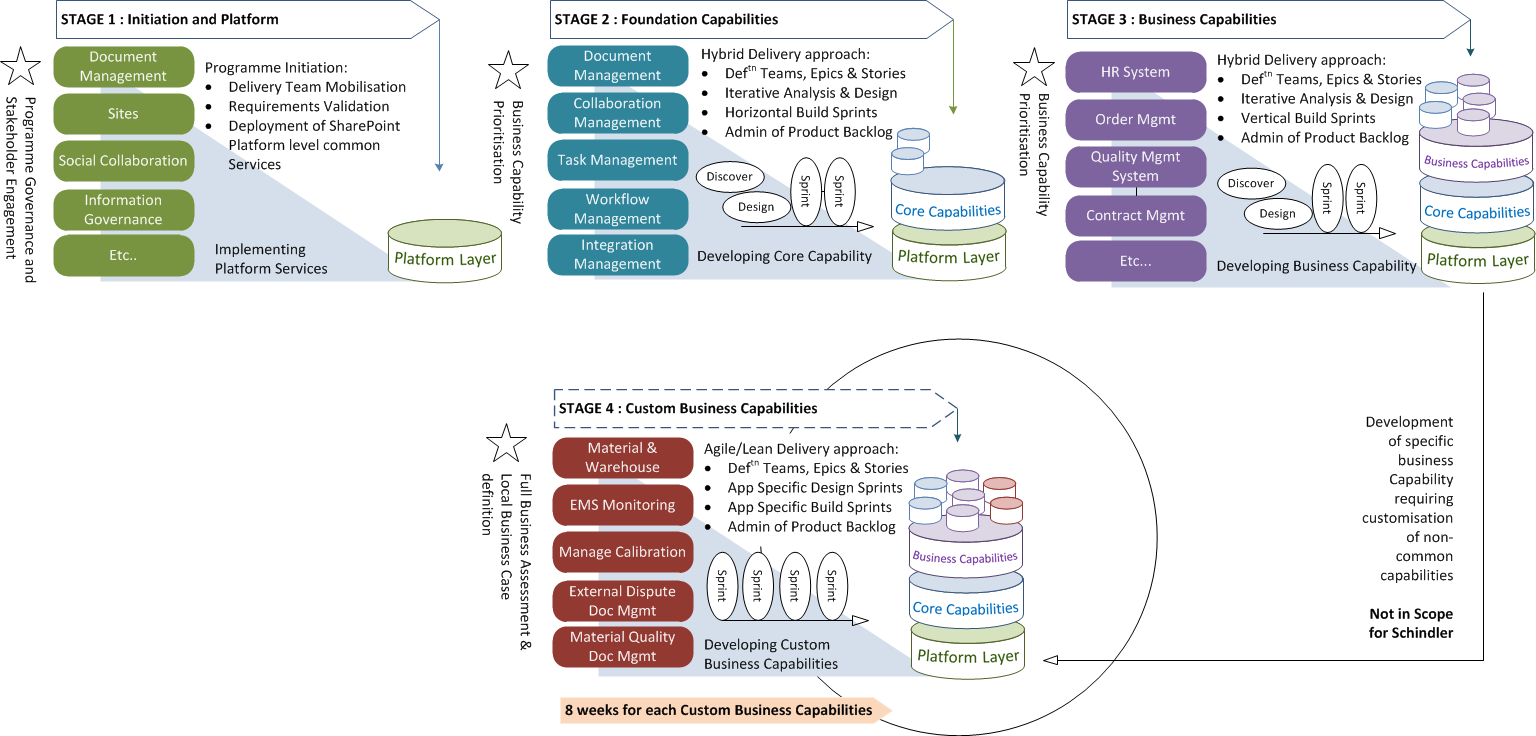 STAGE 1 : Initiation and Platform
Programme Governance and
Stakeholder Engagement
Document
Management
Sites
Social Collaboration
Information
Governance
Etc..
Programme Initiation:
• Delivery Team Mobilisation
• Requirements Validation
• Deployment of SharePoint
Platform level common
Services
Implementing
Platform Services
Platform Layer
STAGE 2 : Foundation Capabilities
Business Capability
Prioritisation
Document
Management
Collaboration
Management
Task Management
Workflow
Management
Integration
Management
Hybrid Delivery approach:
• Defᵗⁿ Teams, Epics & Stories
• Iterative Analysis & Design
• Horizontal Build Sprints
• Admin of Product Backlog
Discover
Design
Sprint
Sprint
Developing Core Capability
Core Capabilities
Platform Layer
STAGE 3 : Business Capabilities
Business Capability
Prioritisation
HR System
Order Mgmt
Quality Mgmt
System
Contract Mgmt
Etc...
Hybrid Delivery approach:
• Defᵗⁿ Teams, Epics & Stories
• Iterative Analysis & Design
• Vertical Build Sprints
• Admin of Product Backlog
Discover
Design
Sprint
Sprint
Developing Business Capability
Business Capabilities
Core Capabilities
Platform Layer
STAGE 4 : Custom Business Capabilities
Full Business Assessment &
Local Business Case
definition
Material &
Warehouse
EMS Monitoring
Manage Calibration
External Dispute
Doc Mgmt
Material Quality
Doc Mgmt
Agile/Lean Delivery approach:
• Defᵗⁿ Teams, Epics & Stories
• App Specific Design Sprints
• App Specific Build Sprints
• Admin of Product Backlog
Sprint
Sprint
Sprint
Sprint
Developing Custom
Business Capabilities
Business Capabilities
Core Capabilities
Platform Layer
8 weeks for each Custom Business Capabilities
Development
of specific
business
Capability
requiring
customisation
of non-
common
capabilities
Not in Scope
for Schindler